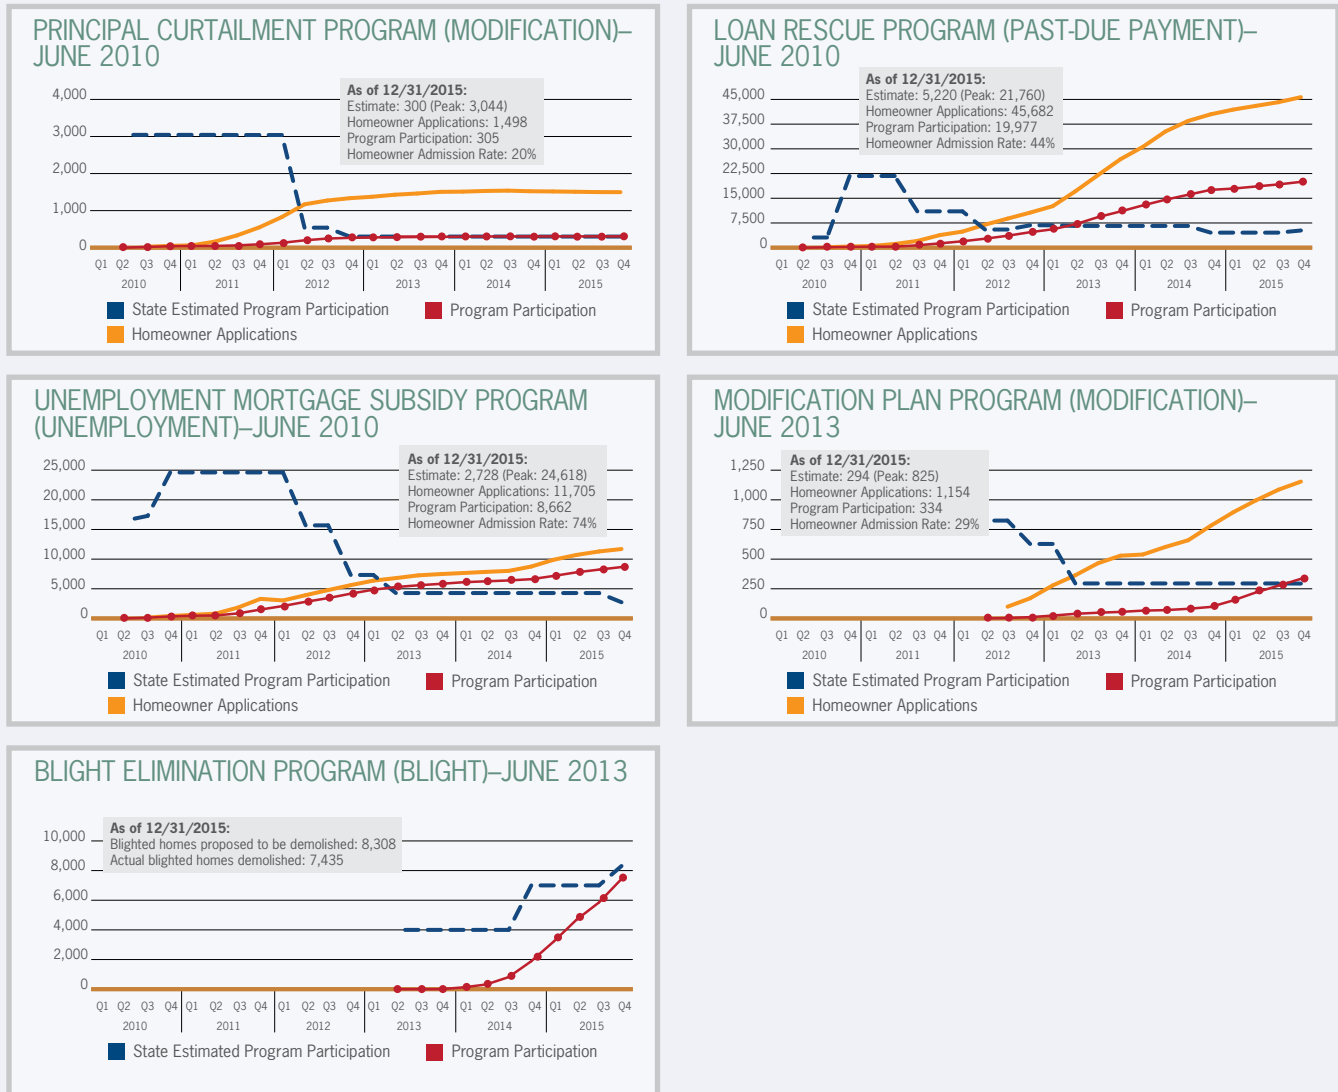 PRINCIPAL CURTAILMENT PROGRAM (MODIFICATION)–
JUNE 2010
As of 12/31/2015:
Estimate: 300 (Peak: 3,044)
Homeowner Applications: 1,498
Program Participation: 305
Homeowner Admission Rate: 20%
4,000
3,000
2,000
1,000
0
Q1 Q2 Q3 Q4 Q1 Q2 Q3 Q4 Q1 Q2 Q3 Q4 Q1 Q2 Q3 Q4 Q1 Q2 Q3 Q4 Q1 Q2 Q3 Q4
2010 2011 2012 2013 2014 2015
State Estimated Program Participation Program Participation
Homeowner Applications
LOAN RESCUE PROGRAM (PAST-DUE PAYMENT)–
JUNE 2010
As of 12/31/2015:
Estimate: 5,220 (Peak: 21,760)
Homeowner Applications: 45,682
Program Participation: 19,977
Homeowner Admission Rate: 44%
45,000
37,500
30,000
22,500
15,000
7,500
0
Q1 Q2 Q3 Q4 Q1 Q2 Q3 Q4 Q1 Q2 Q3 Q4 Q1 Q2 Q3 Q4 Q1 Q2 Q3 Q4 Q1 Q2 Q3 Q4
2010 2011 2012 2013 2014 2015
State Estimated Program Participation Program Participation
Homeowner Applications
UNEMPLOYMENT MORTGAGE SUBSIDY PROGRAM
(UNEMPLOYMENT)–JUNE 2010
As of 12/31/2015:
Estimate: 2,728 (Peak: 24,618)
Homeowner Applications: 11,705
Program Participation: 8,662
Homeowner Admission Rate: 74%
25,000
20,000
15,000
10,000
5,000
0
Q1 Q2 Q3 Q4 Q1 Q2 Q3 Q4 Q1 Q2 Q3 Q4 Q1 Q2 Q3 Q4 Q1 Q2 Q3 Q4 Q1 Q2 Q3 Q4
2010 2011 2012 2013 2014 2015
State Estimated Program Participation Program Participation
Homeowner Applications
MODIFICATION PLAN PROGRAM (MODIFICATION)–
JUNE 2013
As of 12/31/2015:
Estimate: 294 (Peak: 825)
Homeowner Applications: 1,154
Program Participation: 334
Homeowner Admission Rate: 29%
1,250
1,000
750
500
250
0
Q1 Q2 Q3 Q4 Q1 Q2 Q3 Q4 Q1 Q2 Q3 Q4 Q1 Q2 Q3 Q4 Q1 Q2 Q3 Q4 Q1 Q2 Q3 Q4
2010 2011 2012 2013 2014 2015
State Estimated Program Participation Program Participation
Homeowner Applications
BLIGHT ELIMINATION PROGRAM (BLIGHT)–JUNE 2013
As of 12/31/2015:
Blighted homes proposed to be demolished: 8,308
Actual blighted homes demolished: 7,435
10,000
8,000
6,000
4,000
2,000
0
Q1 Q2 Q3 Q4 Q1 Q2 Q3 Q4 Q1 Q2 Q3 Q4 Q1 Q2 Q3 Q4 Q1 Q2 Q3 Q4 Q1 Q2 Q3 Q4
2010 2011 2012 2013 2014 2015
State Estimated Program Participation Program Participation